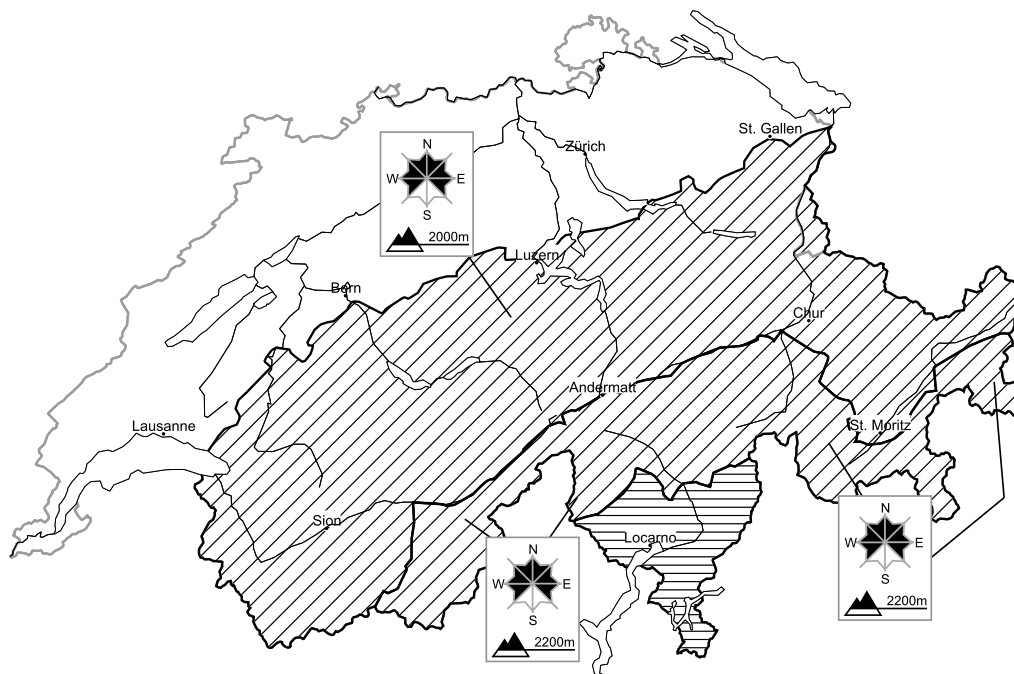 St. Gallen
Zürich
N
W E
S
2000m
Luzern
Bern
Chur
Andermatt
Lausanne
St. Moritz
Sion
Locarno
N
W E
S
2200m
N
W E
S
2200m